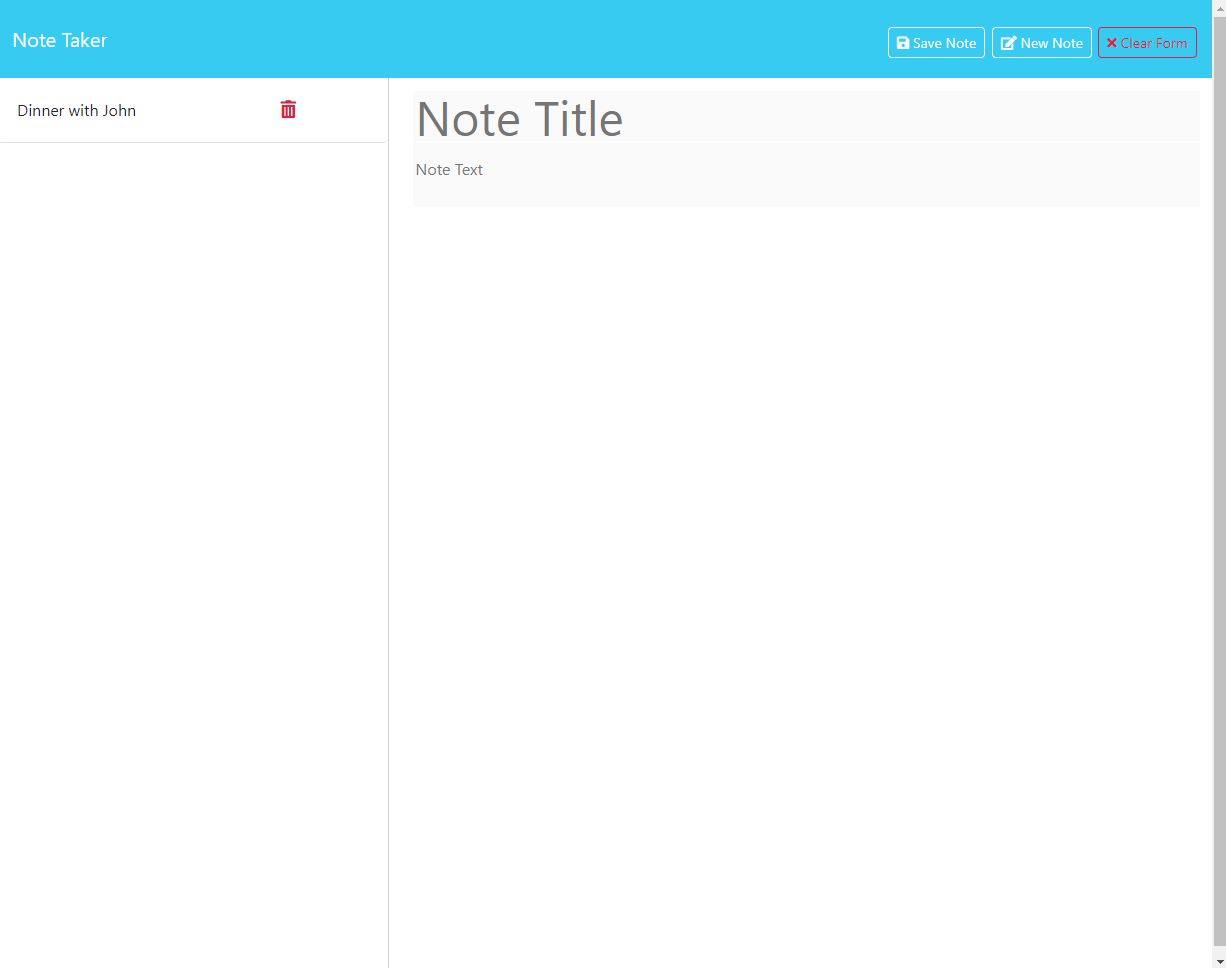 Note Taker
Save Note
New Note
Clear Form
Dinner with John
Note Title
Note Text